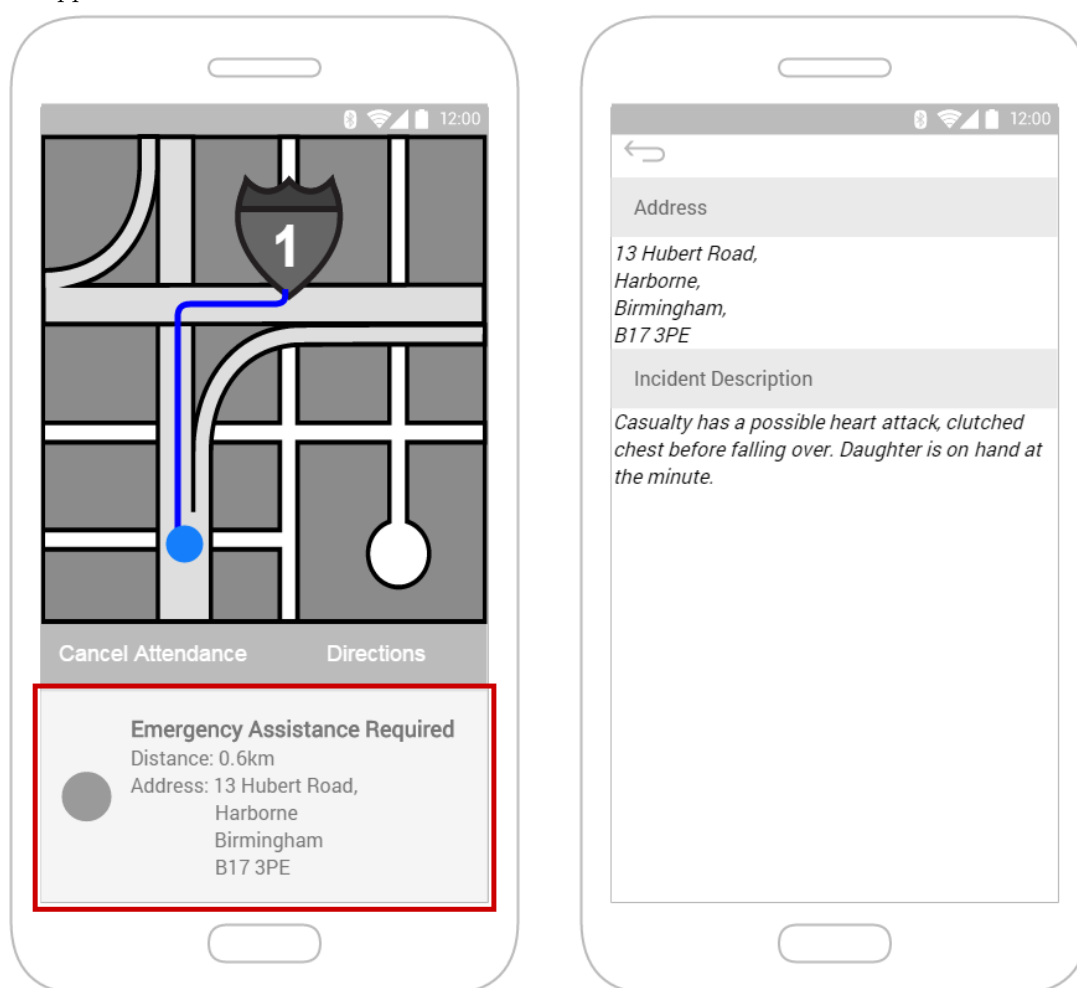 12:00
1
Cancel Attendance Directions
Emergency Assistance Required
Distance: 0.6km
Address: 13 Hubert Road,
Harborne
Birmingham
B17 3PE
12:00
Address
13 Hubert Road,
Harborne,
Birmingham,
B17 3PE
Incident Description
Casualty has a possible heart attack, clutched
chest before falling over. Daughter is on hand at
the minute.